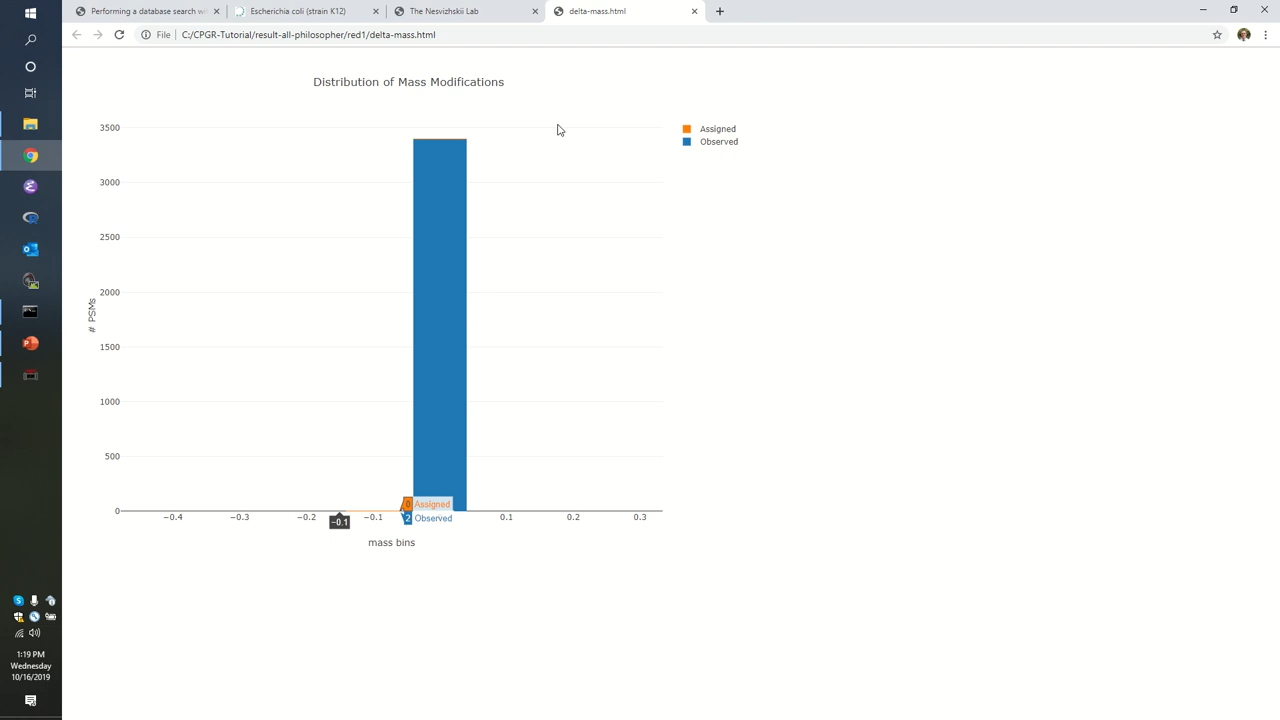 Performing a database search wi
Escherichia coli (strain K12)
The Nesvizhskii Lab
delta-mass.html
File
C:/CPGR-Tutorial/result-all-philosopher/red1/delta-mass.html
Distribution of Mass Modifications
Assigned
Observed
3500
3000
2500
2000
1500
1000
500
0
# PSMs
0 Assigned
2 Observed
−0.4
−0.3
−0.2
−0.1
−0.1
0.1
0.2
0.3
mass bins
1:19 PM
Wednesday
10/16/2019